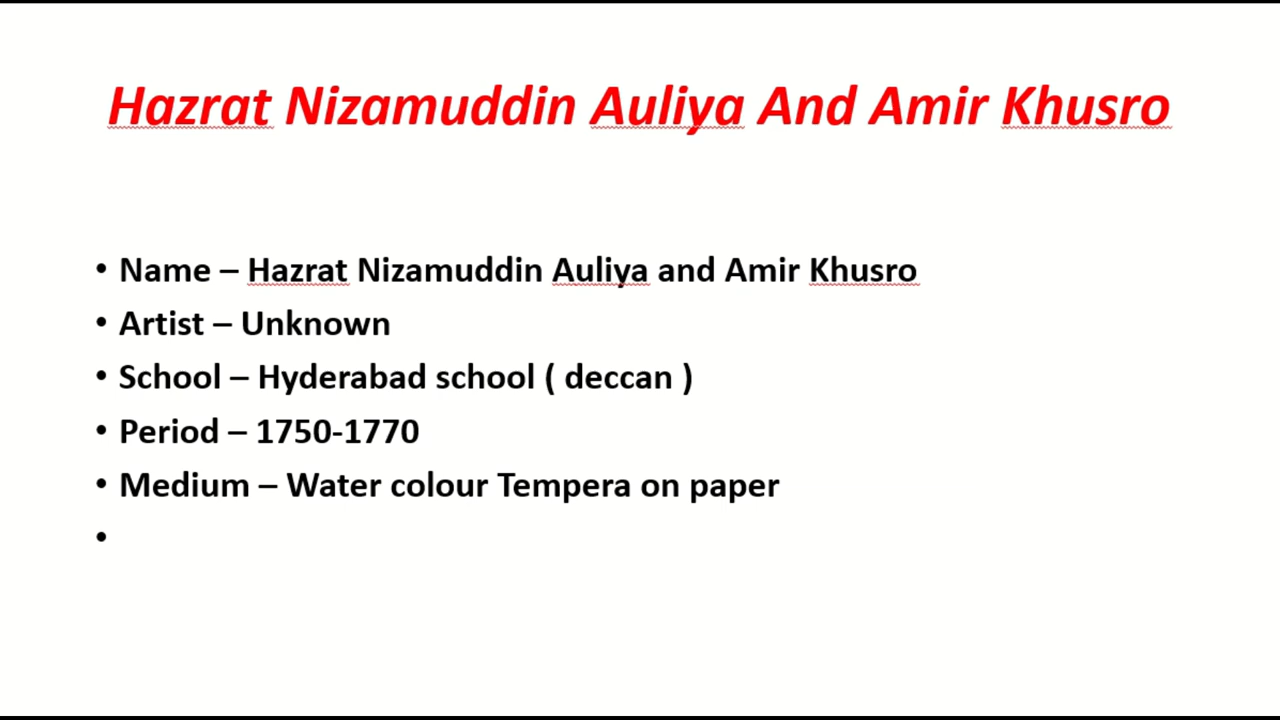 Hazrat Nizamuddin Auliya And Amir Khusro
• Name – Hazrat Nizamuddin Auliya and Amir Khusro
• Artist – Unknown
• School – Hyderabad school ( deccan )
• Period – 1750-1770
• Medium – Water colour Tempera on paper
•